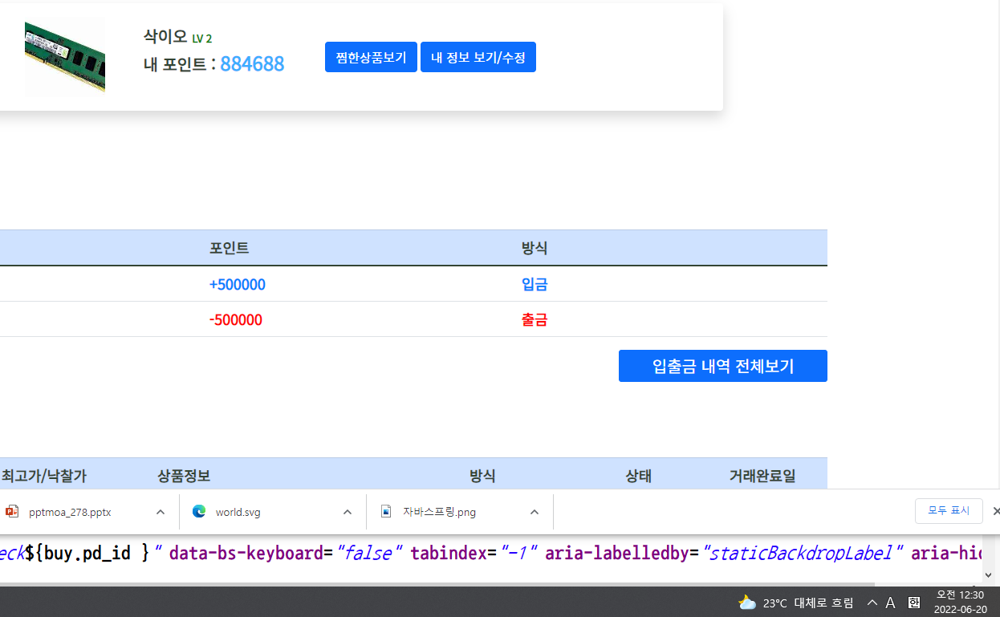 삭이오 LV 2
내 포인트 : 884688
찜한상품보기 내 정보 보기/수정
포인트 방식
+500000 입금
-500000 출금
입출금 내역 전체보기
최고가/낙찰가 상품정보 방식 상태 거래완료일
pptmoa_278.pptx world.svg 자바스프링.png 모두 표시
eck${buy.pd_id }" data-bs-keyboard="false" tabindex="-1" aria-labelledby="staticBackdropLabel" aria-hid
23°C 대체로 흐림 A 한 오전 12:30
2022-06-20